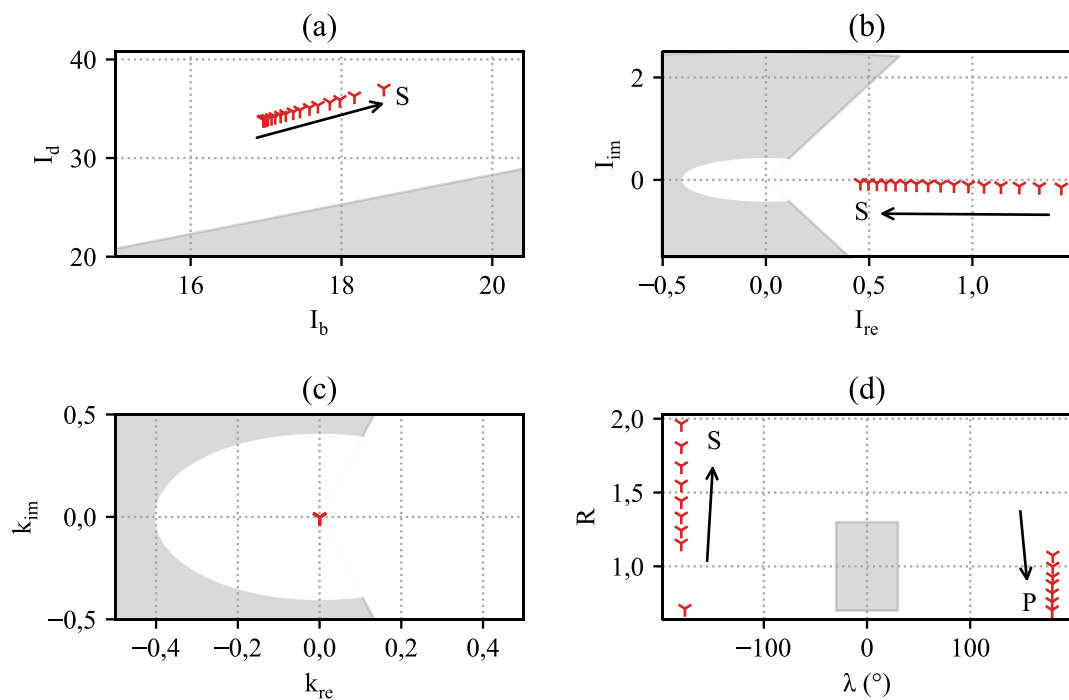 (a)
I_d
40
30
20
S
16
18
20
I_b
(b)
I_im
2
0
S
−0,5
0,0
0,5
1,0
I_re
(c)
k_im
0,5
0,0
−0,5
−0,4
−0,2
0,0
0,2
0,4
k_re
(d)
R
2,0
1,5
1,0
S
P
−100
0
100
λ (°)